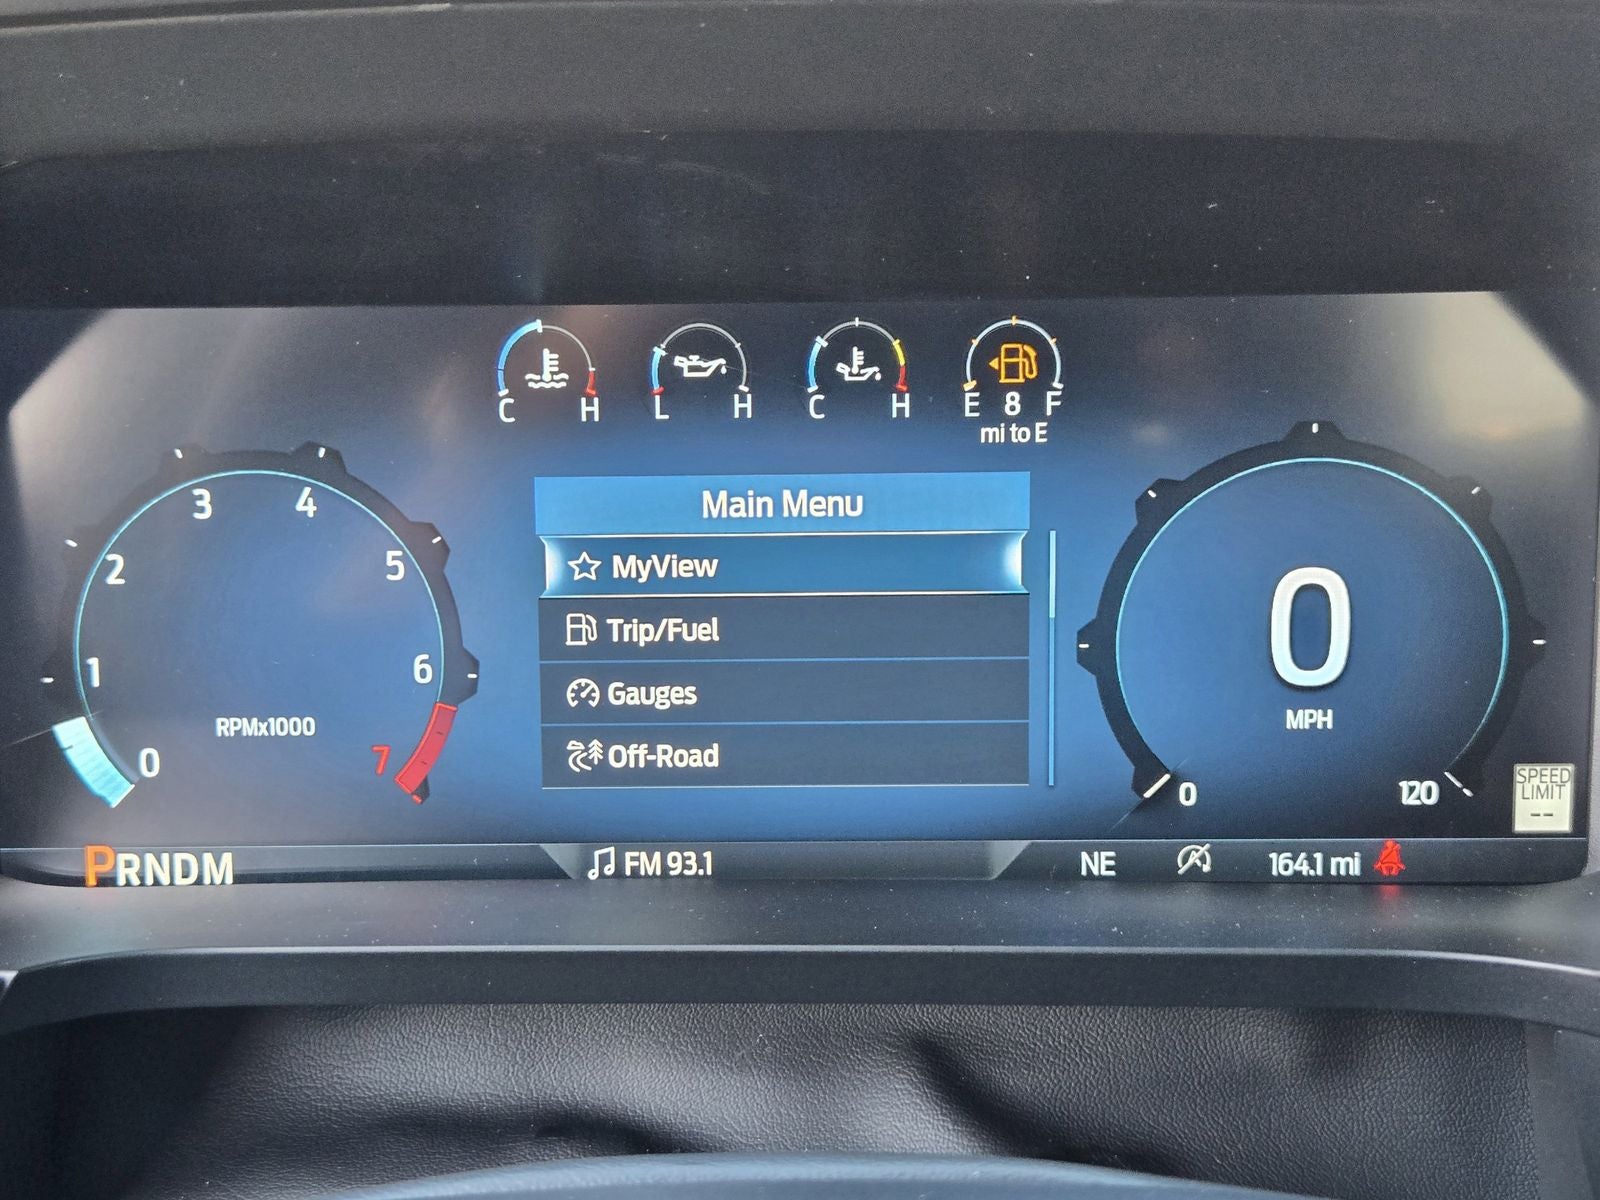 C H
L H
C H
E 8 F
mi to E
Main Menu
MyView
Trip/Fuel
Gauges
Off-Road
0
1
2
3
4
5
6
7
RPMx1000
0
MPH
0
120
SPEED
LIMIT
--
PRNDM
FM 93.1
NE
164.1 mi